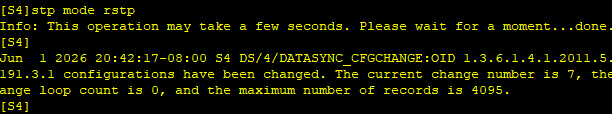 [S4]stp mode rstp
Info: This operation may take a few seconds. Please wait for a moment...done.
[S4]
Jun  1 2026 20:42:17-08:00 S4 DS/4/DATASYNC_CFGCHANGE:OID 1.3.6.1.4.1.2011.5.
191.3.1 configurations have been changed. The current change number is 7, the
ange loop count is 0, and the maximum number of records is 4095.
[S4]